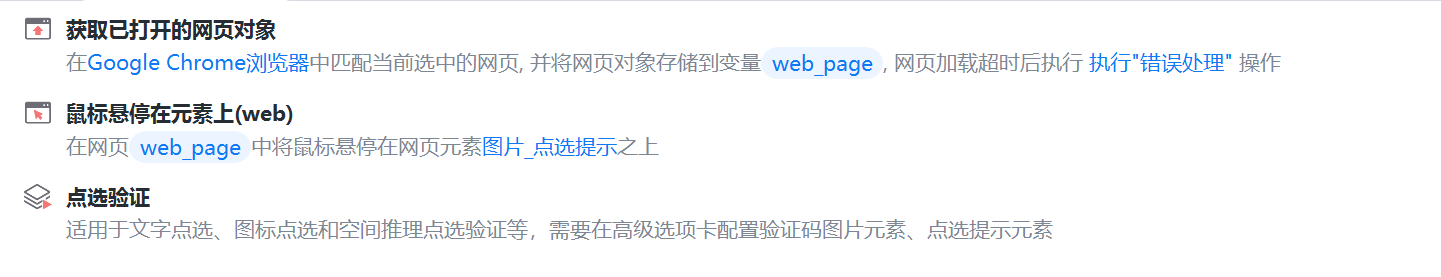 获取已打开的网页对象
在Google Chrome浏览器中匹配当前选中的网页, 并将网页对象存储到变量 web_page , 网页加载超时后执行 执行"错误处理" 操作
鼠标悬停在元素上(web)
在网页 web_page 中将鼠标悬停在网页元素图片_点选提示之上
点选验证
适用于文字点选、图标点选和空间推理点选验证等，需要在高级选项卡配置验证码图片元素、点选提示元素